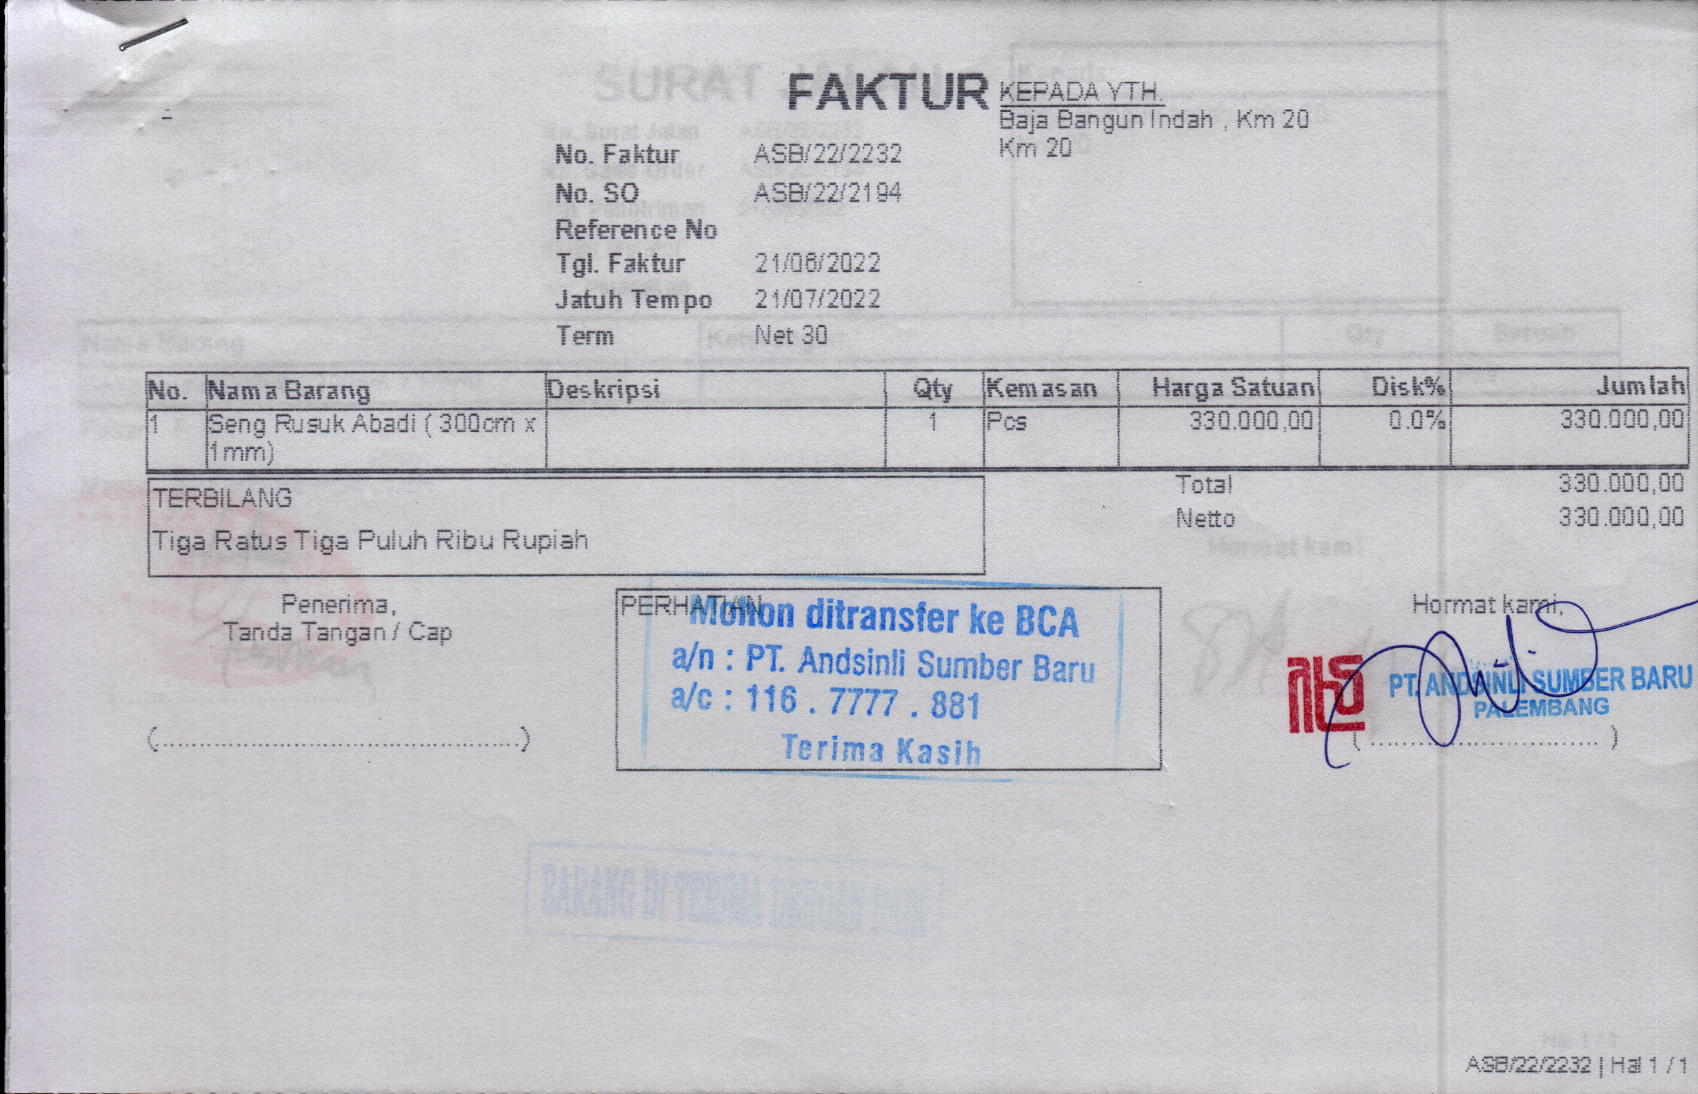 FAKTUR
KEPADA YTH.
Baja Bangun Indah , Km 20
Km 20
No. Faktur ASB/22/2232
No. SO ASB/22/2194
Reference No
Tgl. Faktur 21/06/2022
Jatuh Tempo 21/07/2022
Term Net 30
No. Nama Barang Deskripsi Qty Kemasan Harga Satuan Disk% Jumlah
1 Seng Rusuk Abadi ( 300cm x 1 Pcs 330.000,00 0.0% 330.000,00
1mm)
Total 330.000,00
Netto 330.000,00
TERBILANG
Tiga Ratus Tiga Puluh Ribu Rupiah
Penerima,
Tanda Tangan / Cap
(................................................)
PERHATIAN
Mohon ditransfer ke BCA
a/n : PT. Andsinli Sumber Baru
a/c : 116 . 7777 . 881
Terima Kasih
Hormat kami,
PT. ANDSINLI SUMBER BARU
PALEMBANG
( ............................... )
BARANG DI TERIMA DENGAN BAIK
ASB/22/2232 | Hal 1 / 1